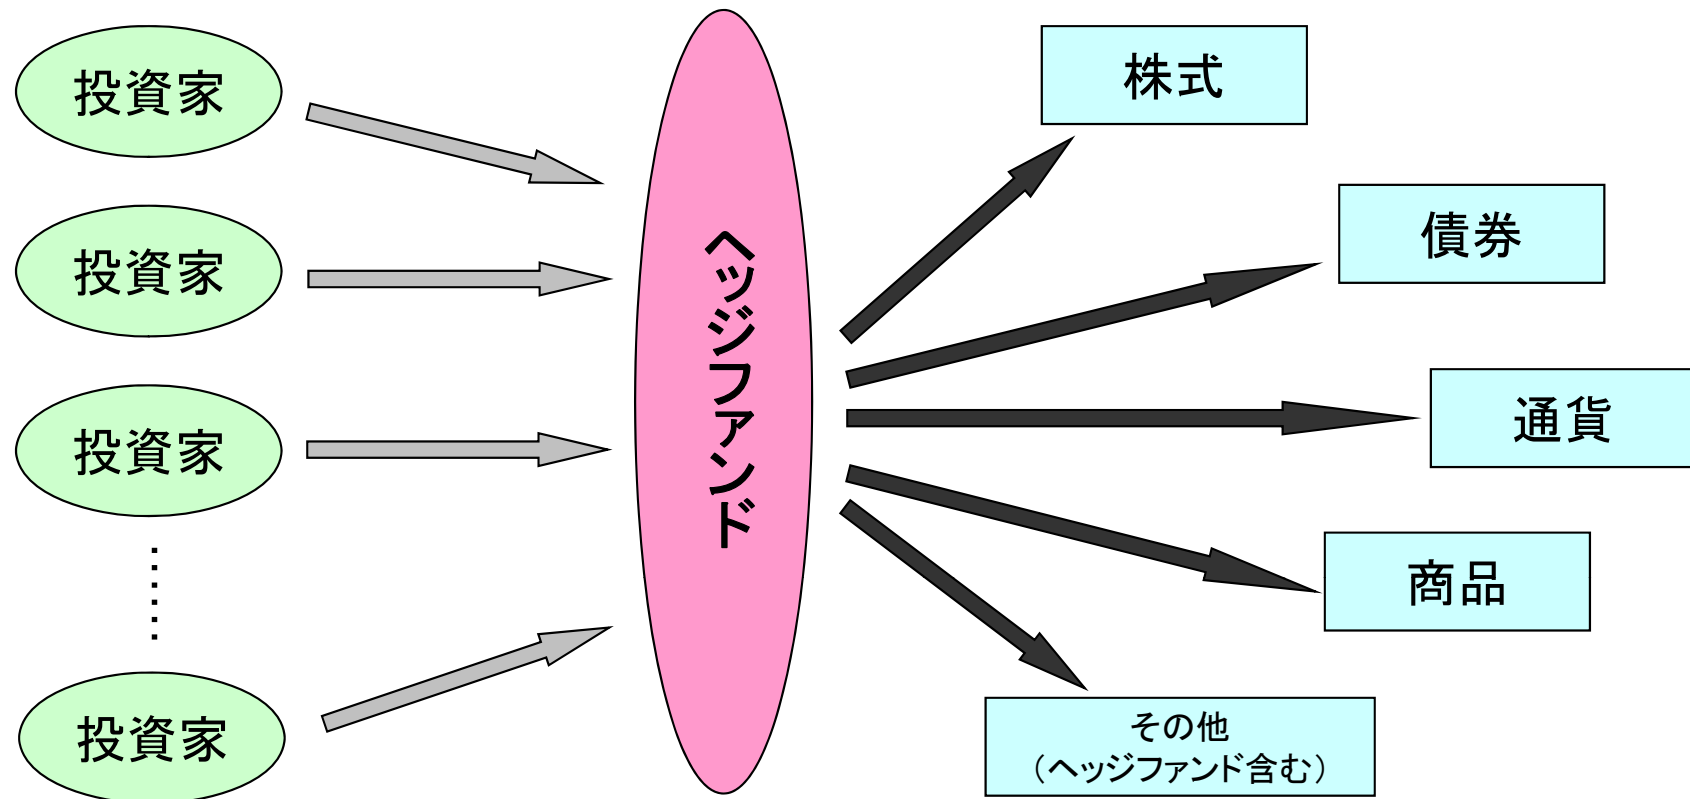 投資家
投資家
投資家
……
投資家
ヘッジファンド
株式
債券
通貨
商品
その他
（ヘッジファンド含む）